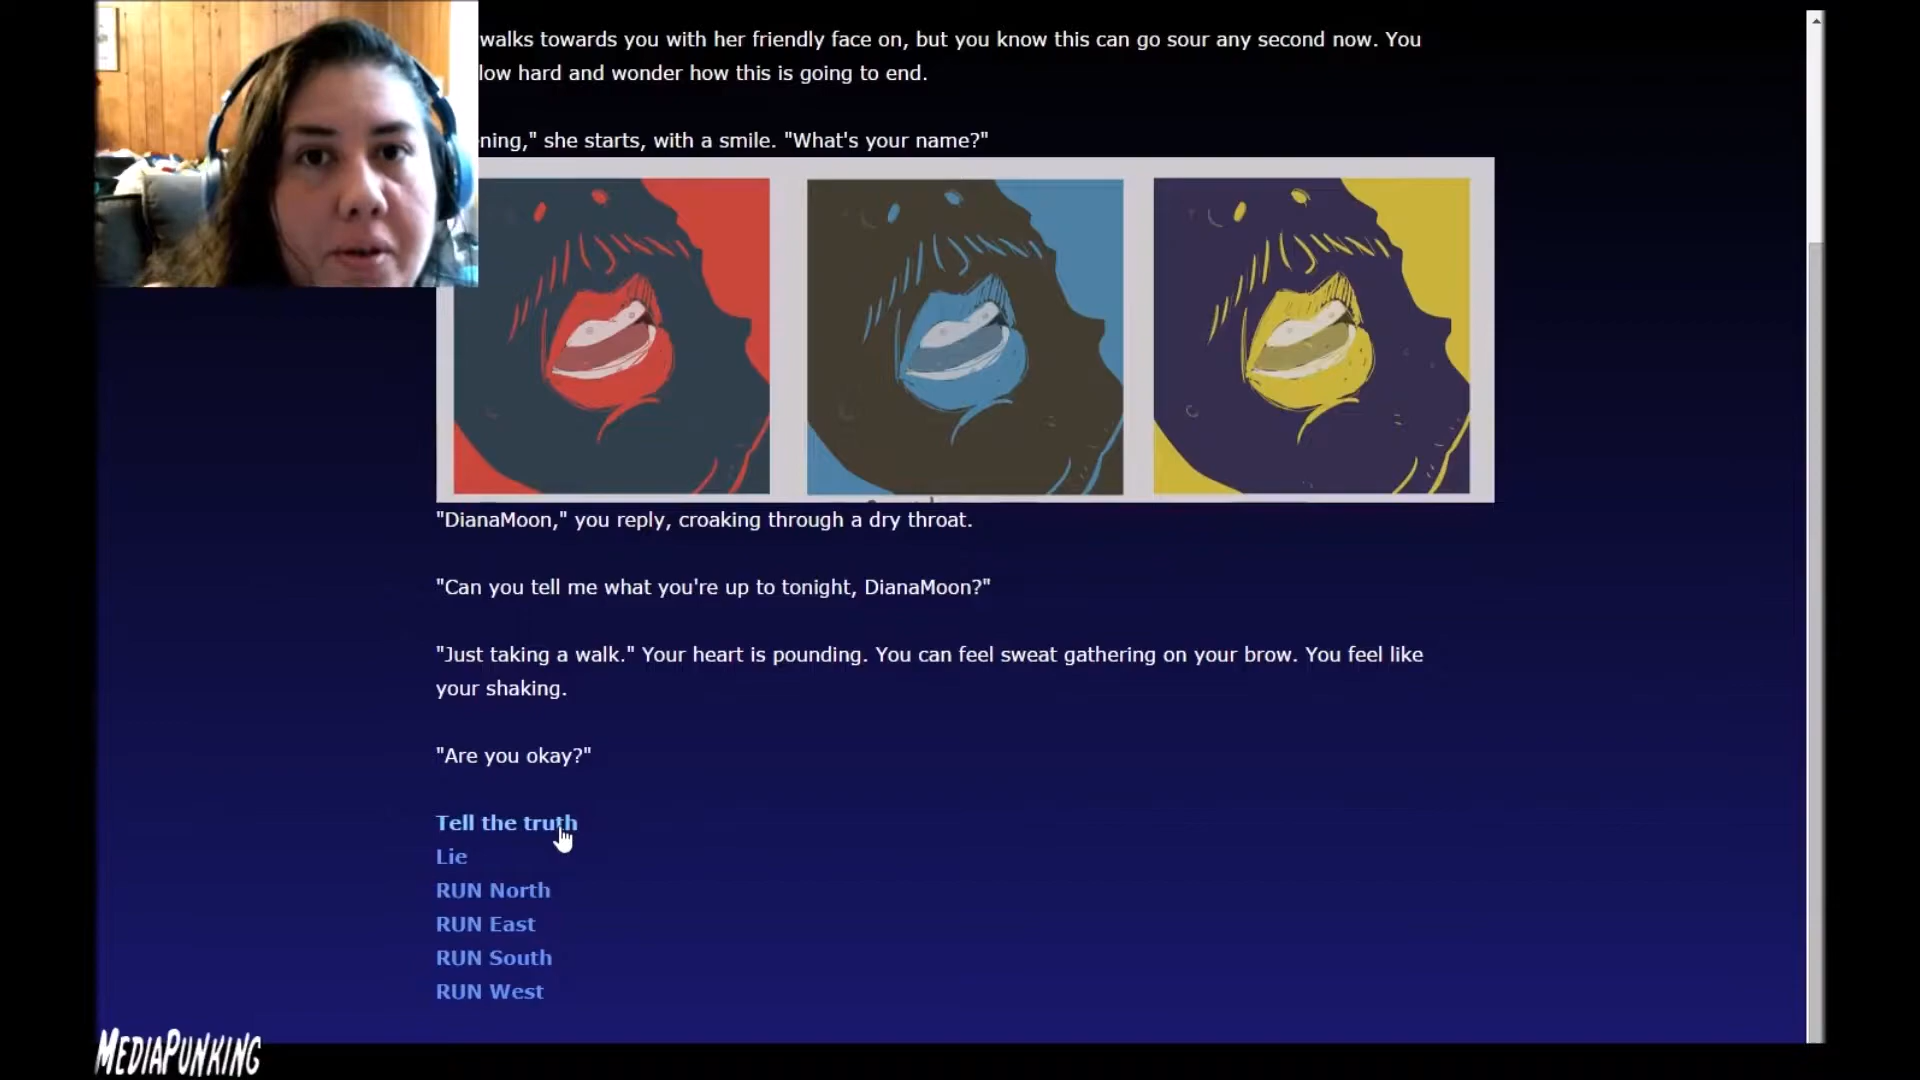 walks towards you with her friendly face on, but you know this can go sour any second now. You
low hard and wonder how this is going to end.
ning," she starts, with a smile. "What's your name?"
"DianaMoon," you reply, croaking through a dry throat.
"Can you tell me what you're up to tonight, DianaMoon?"
"Just taking a walk." Your heart is pounding. You can feel sweat gathering on your brow. You feel like
your shaking.
"Are you okay?"
Tell the truth
Lie
RUN North
RUN East
RUN South
RUN West
MEDIAPUNKING